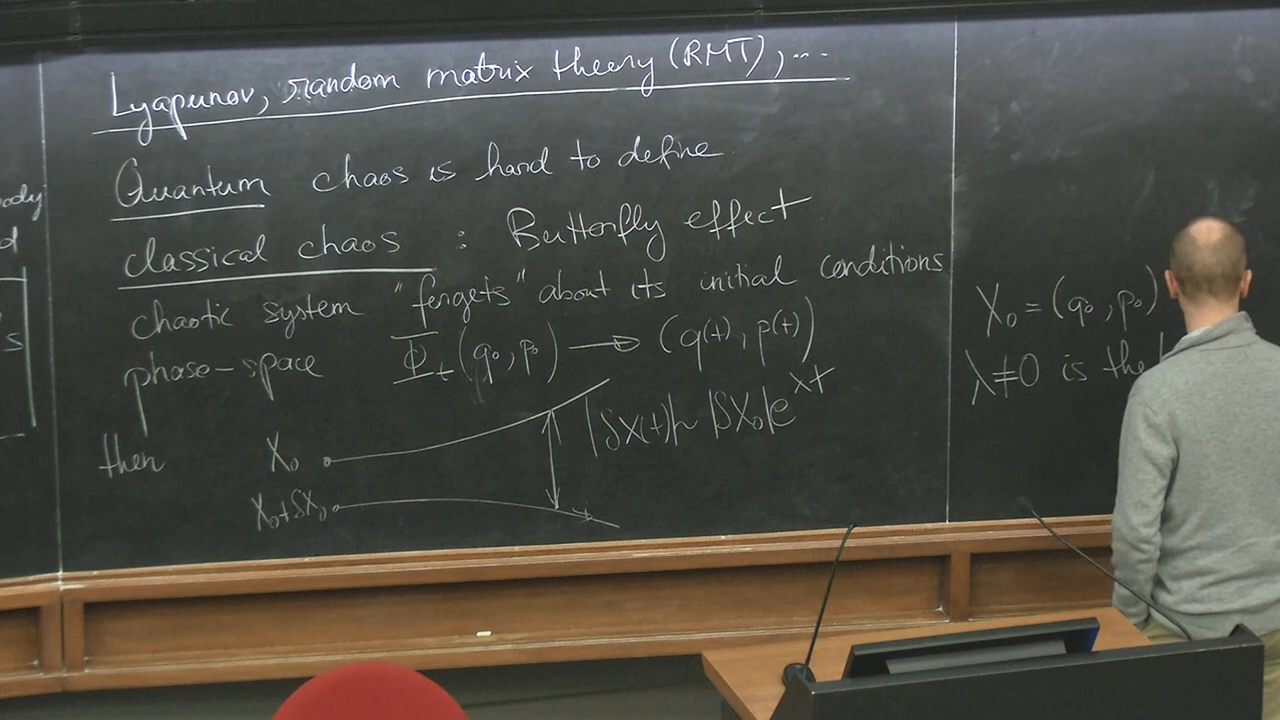 ody
d
s
Lyapunov, random matrix theory (RMT), ...
Quantum chaos is hard to define
classical chaos : Butterfly effect
chaotic system "forgets" about its initial conditions
phase-space Φ_t (q₀, p₀) → (q(t), p(t))
then X₀ |δX(t)| ~ |δX₀| e^{λt}
X₀+δX₀
X₀ = (q₀, p₀)
λ≠0 is the